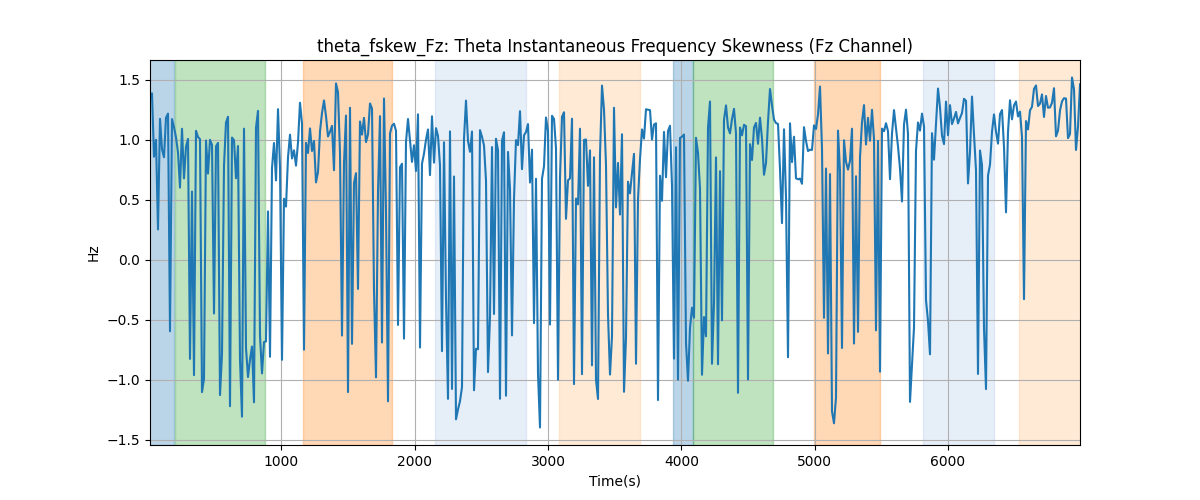 theta_fskew_Fz: Theta Instantaneous Frequency Skewness (Fz Channel)
1.5
1.0
0.5
0.0
−0.5
−1.0
−1.5
Hz
1000 2000 3000 4000 5000 6000
Time(s)